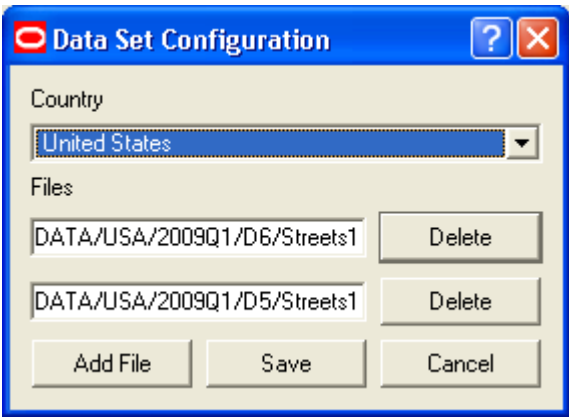 Data Set Configuration
Country
United States
Files
DATA/USA/2009Q1/D6/Streets1 Delete
DATA/USA/2009Q1/D5/Streets1 Delete
Add File Save Cancel